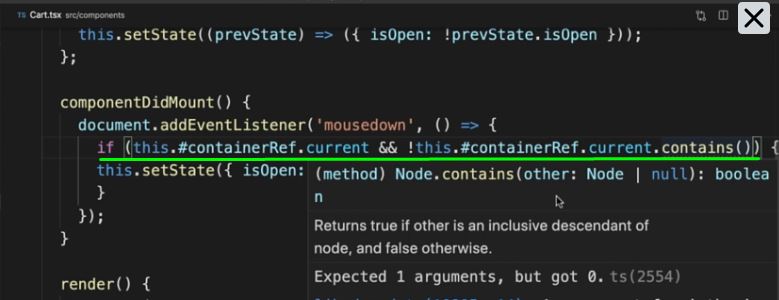 TS Cart.tsx src/components
this.setState((prevState) => ({ isOpen: !prevState.isOpen }));
};
componentDidMount() {
document.addEventListener('mousedown', () => {
if (this.#containerRef.current && !this.#containerRef.current.contains()) {
this.setState({ isOpen:
}
});
}
render() {
(method) Node.contains(other: Node | null): boolea
n
Returns true if other is an inclusive descendant of
node, and false otherwise.
Expected 1 arguments, but got 0. ts(2554)